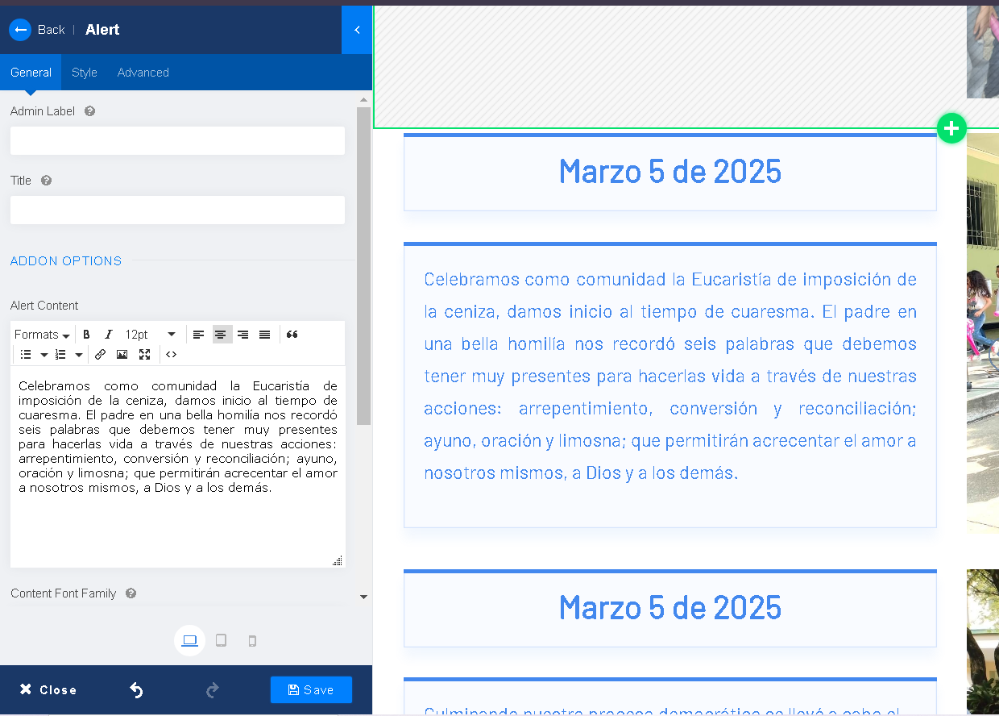 Back | Alert
General Style Advanced
Admin Label
Title
ADDON OPTIONS
Alert Content
Formats B I 12pt
Celebramos como comunidad la Eucaristía de
imposición de la ceniza, damos inicio al tiempo de
cuaresma. El padre en una bella homilía nos recordó
seis palabras que debemos tener muy presentes
para hacerlas vida a través de nuestras acciones:
arrepentimiento, conversión y reconciliación; ayuno,
oración y limosna; que permitirán acrecentar el amor
a nosotros mismos, a Dios y a los demás.
Content Font Family
Close Save
Marzo 5 de 2025
Celebramos como comunidad la Eucaristía de imposición de
la ceniza, damos inicio al tiempo de cuaresma. El padre en
una bella homilía nos recordó seis palabras que debemos
tener muy presentes para hacerlas vida a través de nuestras
acciones: arrepentimiento, conversión y reconciliación;
ayuno, oración y limosna; que permitirán acrecentar el amor a
nosotros mismos, a Dios y a los demás.
Marzo 5 de 2025
Culminando nuestro proceso democrático se llevó a cabo el